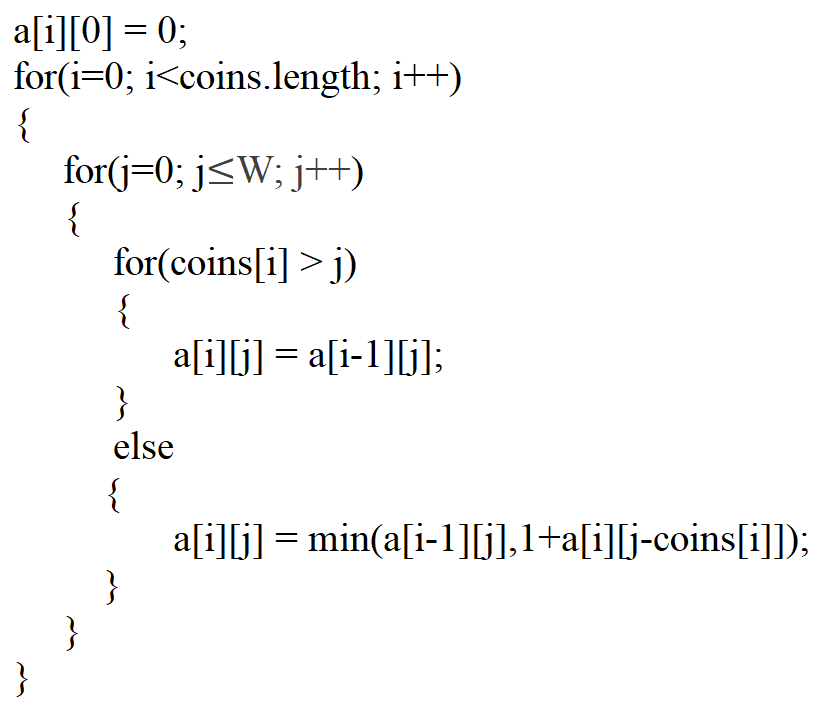 a[i][0] = 0;
for(i=0; i<coins.length; i++)
{
for(j=0; j≤W; j++)
{
for(coins[i] > j)
{
a[i][j] = a[i-1][j];
}
else
{
a[i][j] = min(a[i-1][j],1+a[i][j-coins[i]]);
}
}
}